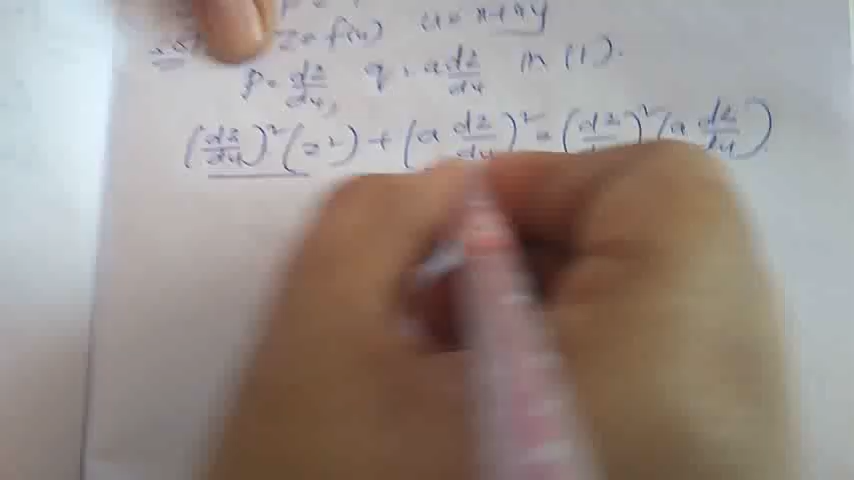 z = f(u) u = x+ay
p = dz/du, q = a dz/du in (1).
(dz/du)² (z²) + (a dz/du)² = (dz/du)² (a dz/du)